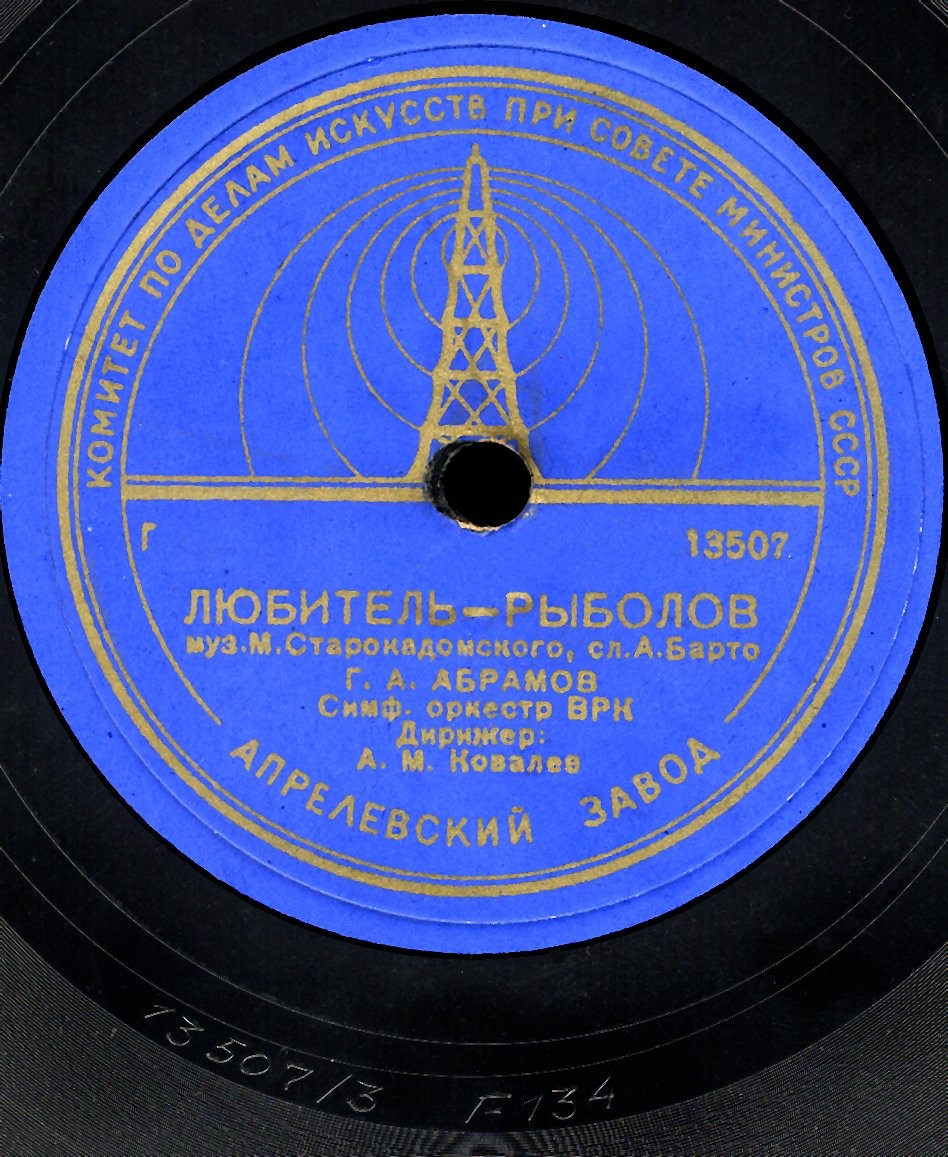 КОМИТЕТ ПО ДЕЛАМ ИСКУССТВ ПРИ СОВЕТЕ МИНИСТРОВ СССР
Г 13507
ЛЮБИТЕЛЬ—РЫБОЛОВ
муз.М.Старокадомского, сл.А.Барто
Г. А. АБРАМОВ
Симф. оркестр ВРК
Дирижер:
А. М. Ковалев
АПРЕЛЕВСКИЙ ЗАВОД
13507/3 F 134